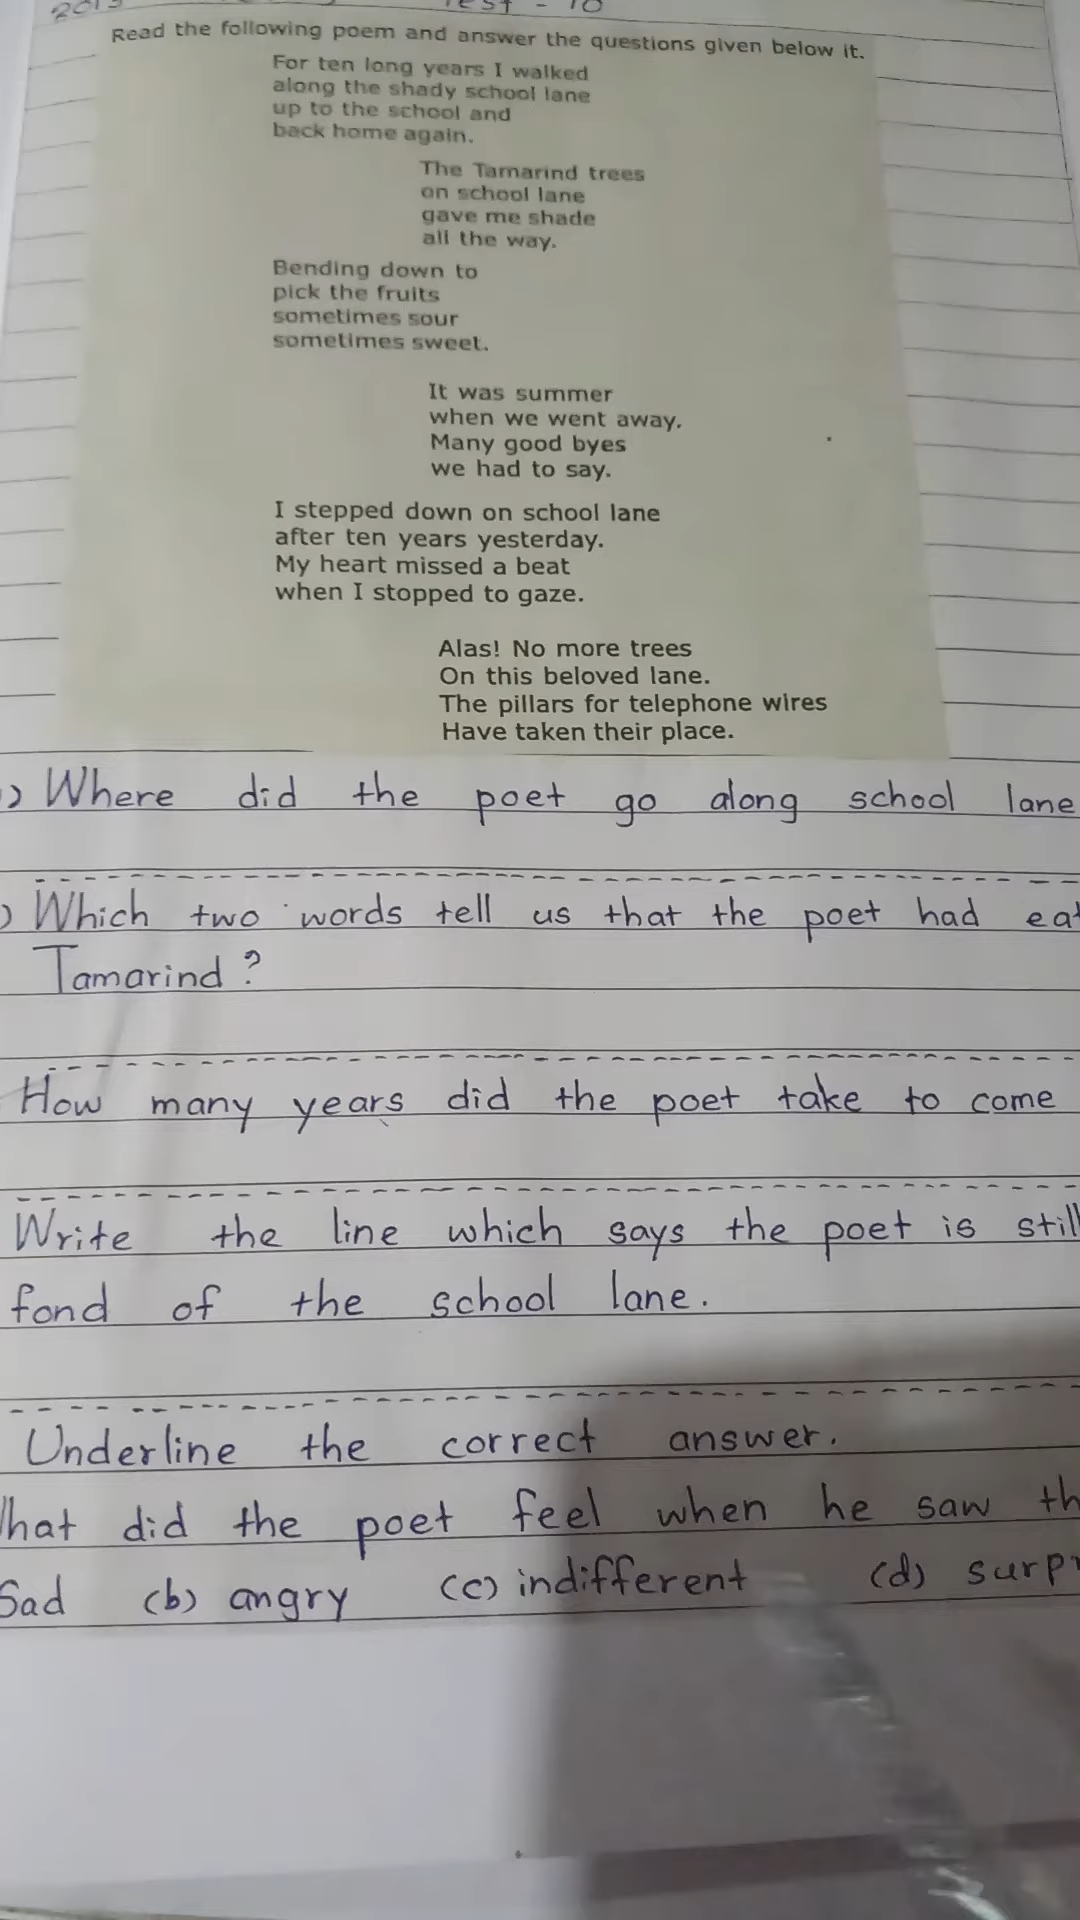 Test - 10
Read the following poem and answer the questions given below it.
For ten long years I walked
along the shady school lane
up to the school and
back home again.
The Tamarind trees
on school lane
gave me shade
all the way.
Bending down to
pick the fruits
sometimes sour
sometimes sweet.
It was summer
when we went away.
Many good byes
we had to say.
I stepped down on school lane
after ten years yesterday.
My heart missed a beat
when I stopped to gaze.
Alas! No more trees
On this beloved lane.
The pillars for telephone wires
Have taken their place.
Where did the poet go along school lane
Which two words tell us that the poet had
Tamarind ?
How many years did the poet take to come
Write the line which says the poet is still
fond of the school lane.
Underline the correct answer.
hat did the poet feel when he saw th
Sad (b) angry (c) indifferent (d) surp